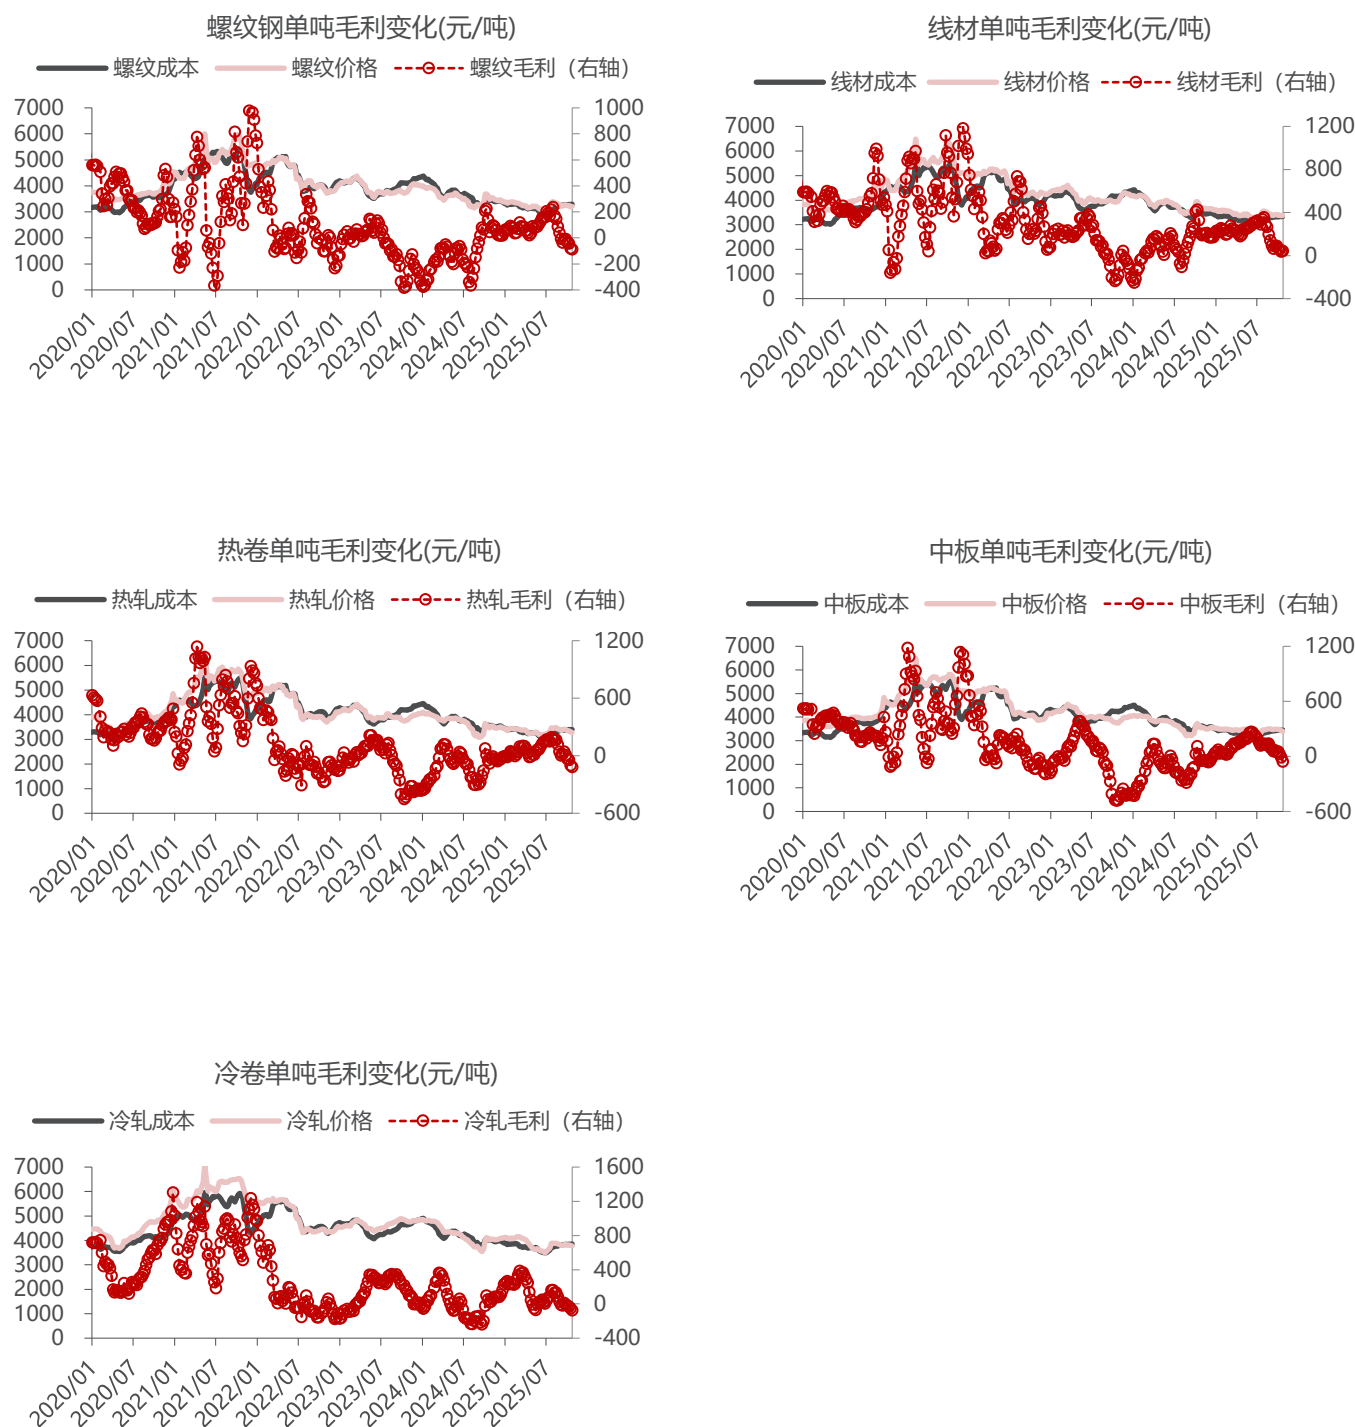 螺纹钢单吨毛利变化(元/吨)
螺纹成本 螺纹价格 螺纹毛利（右轴）
7000 1000
6000 800
5000 600
4000 400
3000 200
2000 0
1000 -200
0 -400
2020/01 2020/07 2021/01 2021/07 2022/01 2022/07 2023/01 2023/07 2024/01 2024/07 2025/01 2025/07
线材单吨毛利变化(元/吨)
线材成本 线材价格 线材毛利（右轴）
7000 1200
6000
5000 800
4000
3000 400
2000 0
1000
0 -400
2020/01 2020/07 2021/01 2021/07 2022/01 2022/07 2023/01 2023/07 2024/01 2024/07 2025/01 2025/07
热卷单吨毛利变化(元/吨)
热轧成本 热轧价格 热轧毛利（右轴）
7000 1200
6000
5000 600
4000
3000
2000 0
1000
0 -600
2020/01 2020/07 2021/01 2021/07 2022/01 2022/07 2023/01 2023/07 2024/01 2024/07 2025/01 2025/07
中板单吨毛利变化(元/吨)
中板成本 中板价格 中板毛利（右轴）
7000 1200
6000
5000 600
4000
3000
2000 0
1000
0 -600
2020/01 2020/07 2021/01 2021/07 2022/01 2022/07 2023/01 2023/07 2024/01 2024/07 2025/01 2025/07
冷卷单吨毛利变化(元/吨)
冷轧成本 冷轧价格 冷轧毛利（右轴）
7000 1600
6000 1200
5000
4000 800
3000 400
2000
1000 0
0 -400
2020/01 2020/07 2021/01 2021/07 2022/01 2022/07 2023/01 2023/07 2024/01 2024/07 2025/01 2025/07